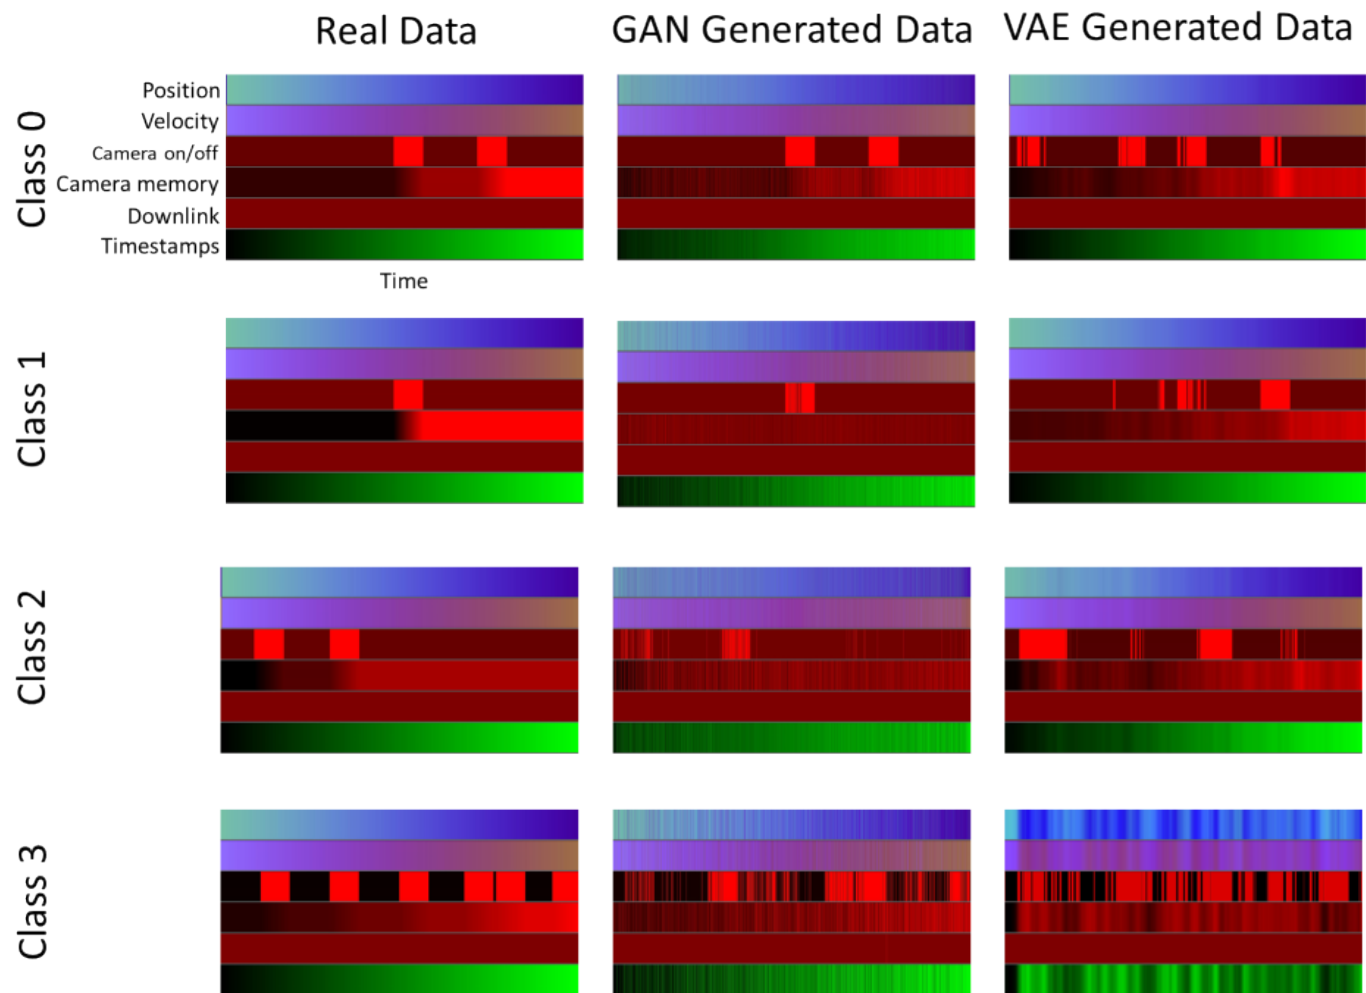 Real Data
GAN Generated Data
VAE Generated Data
Class 0
Position
Velocity
Camera on/off
Camera memory
Downlink
Timestamps
Time
Class 1
Class 2
Class 3